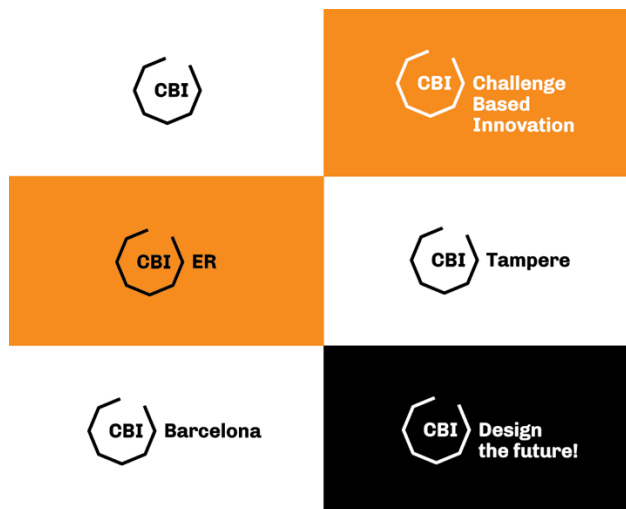 CBI
CBI Challenge
Based
Innovation
CBI ER
CBI Tampere
CBI Barcelona
CBI Design
the future!